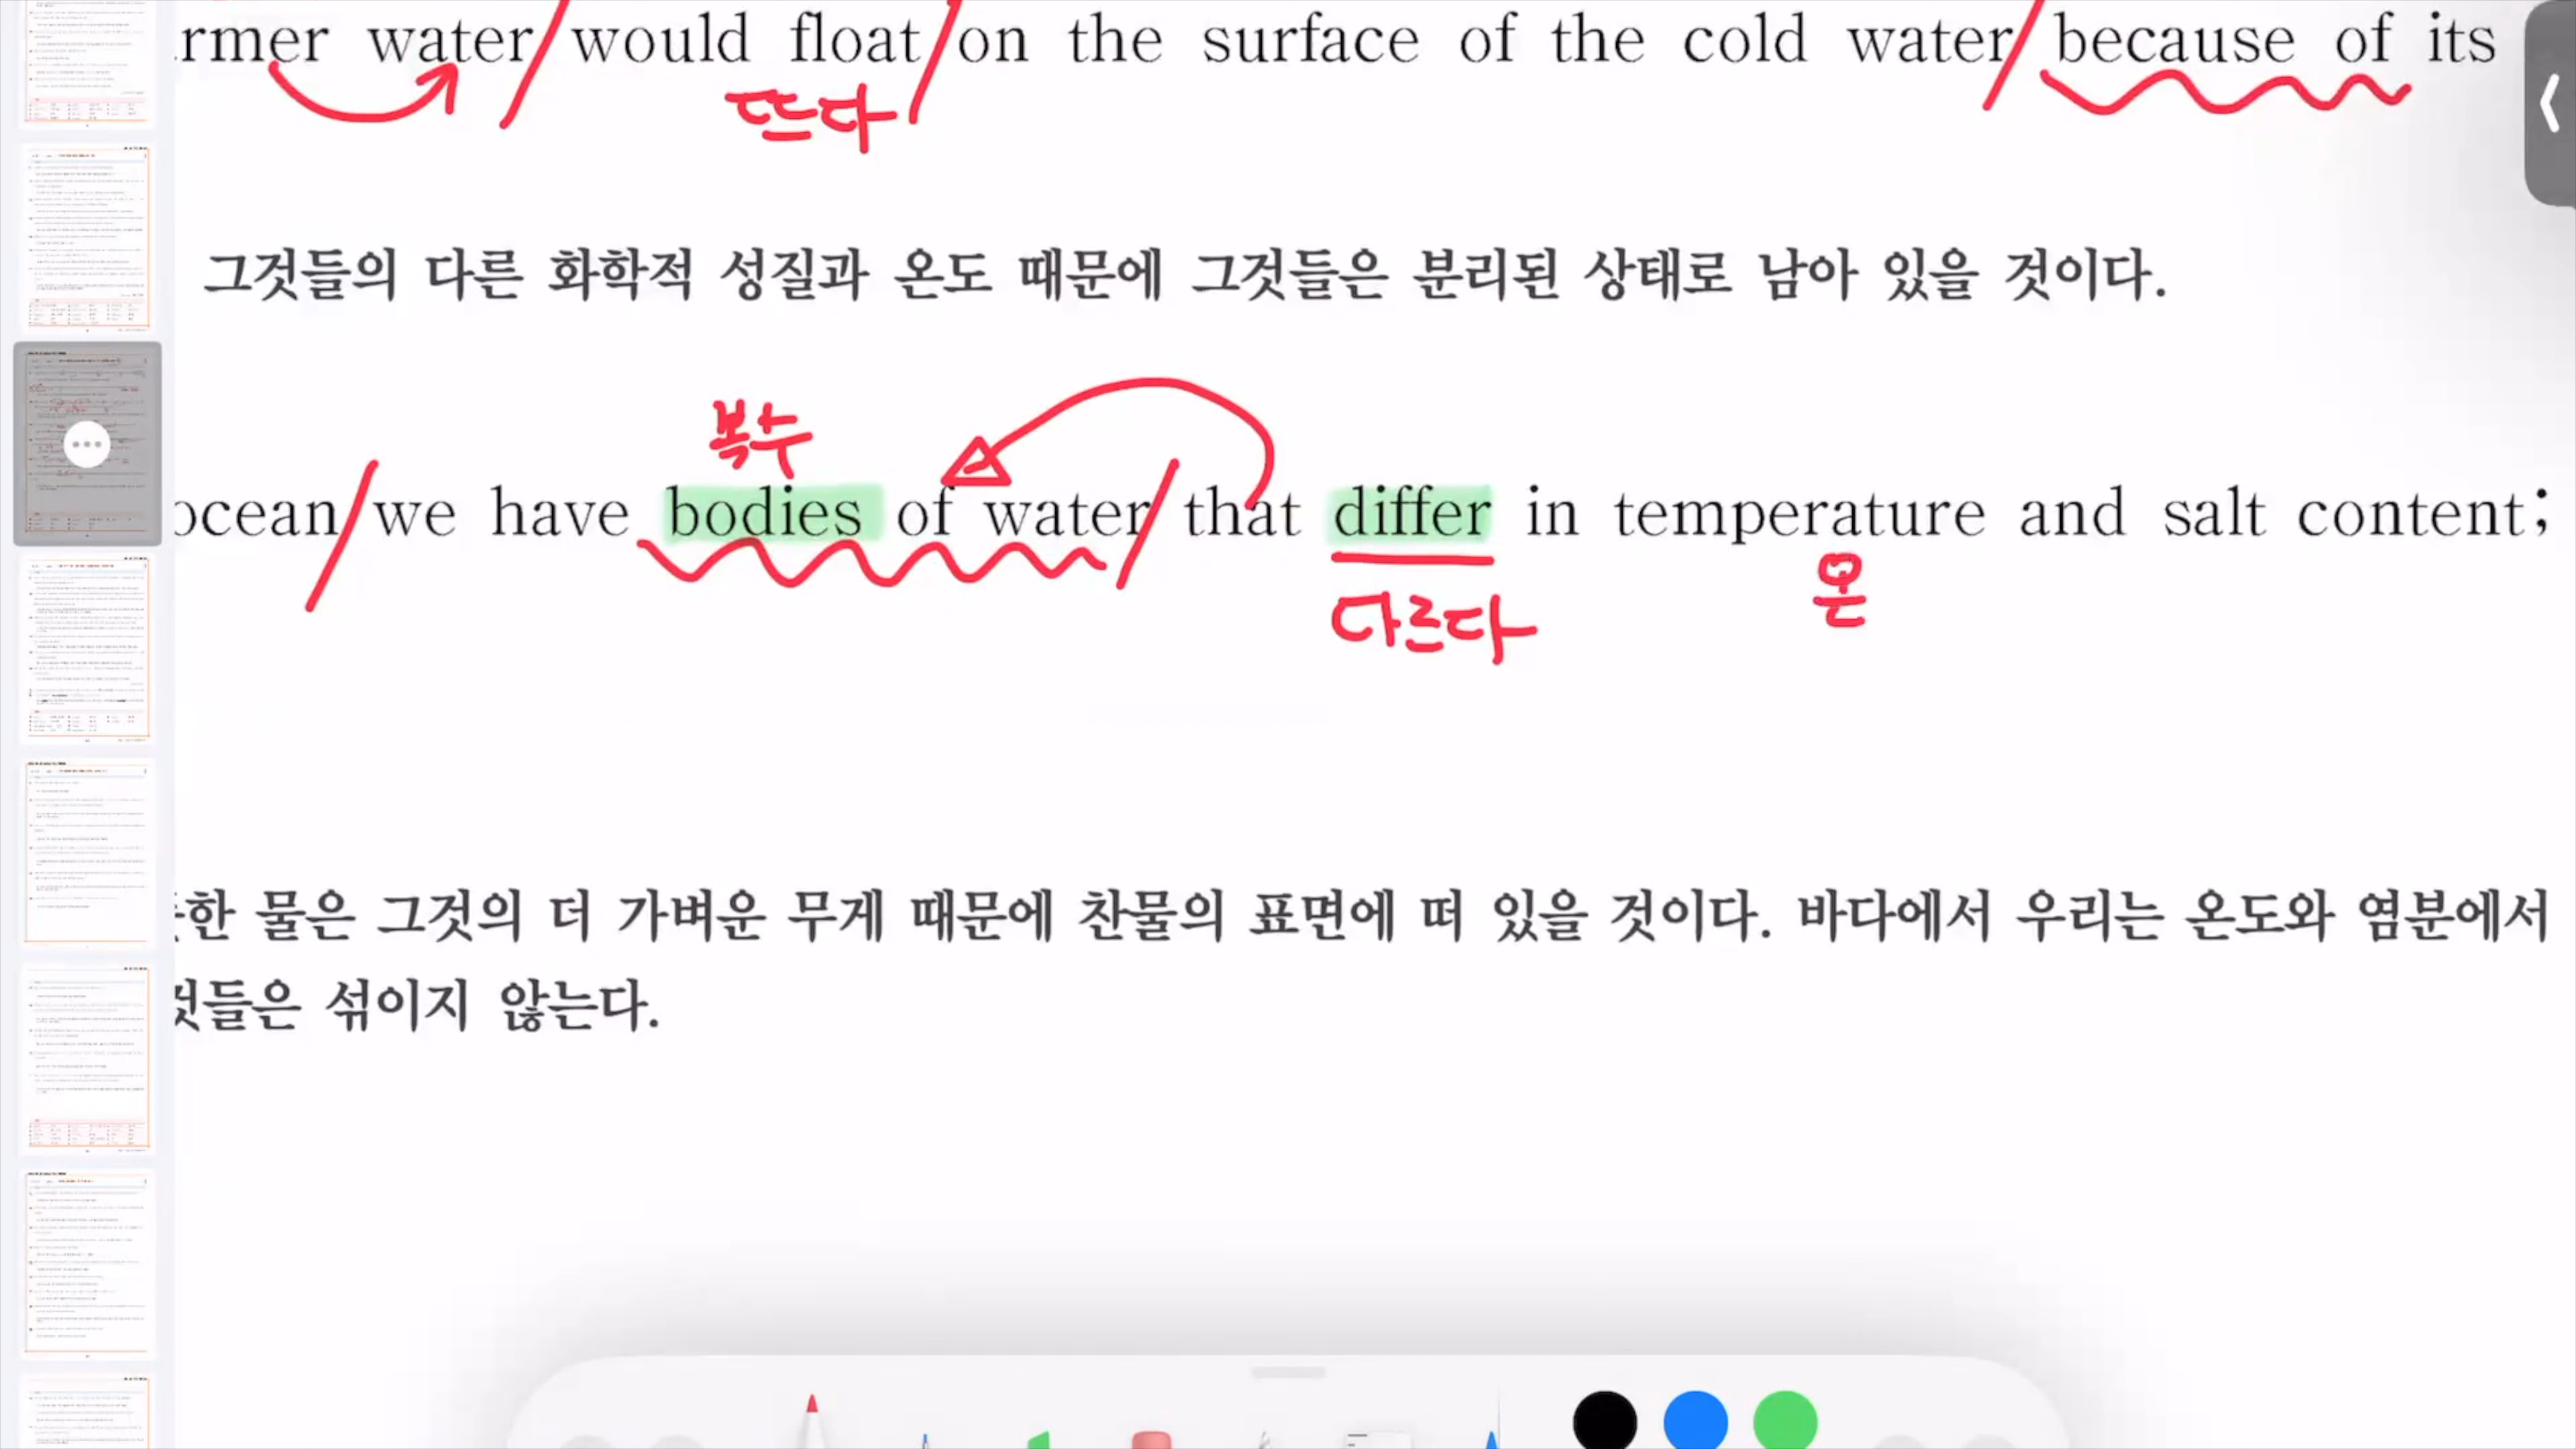 rmer water / would float / on the surface of the cold water / because of its
뜨다
그것들의 다른 화학적 성질과 온도 때문에 그것들은 분리된 상태로 남아 있을 것이다.
복수
ocean / we have bodies of water / that differ in temperature and salt content;
다르다 온
한 물은 그것의 더 가벼운 무게 때문에 찬물의 표면에 떠 있을 것이다. 바다에서 우리는 온도와 염분에서
것들은 섞이지 않는다.